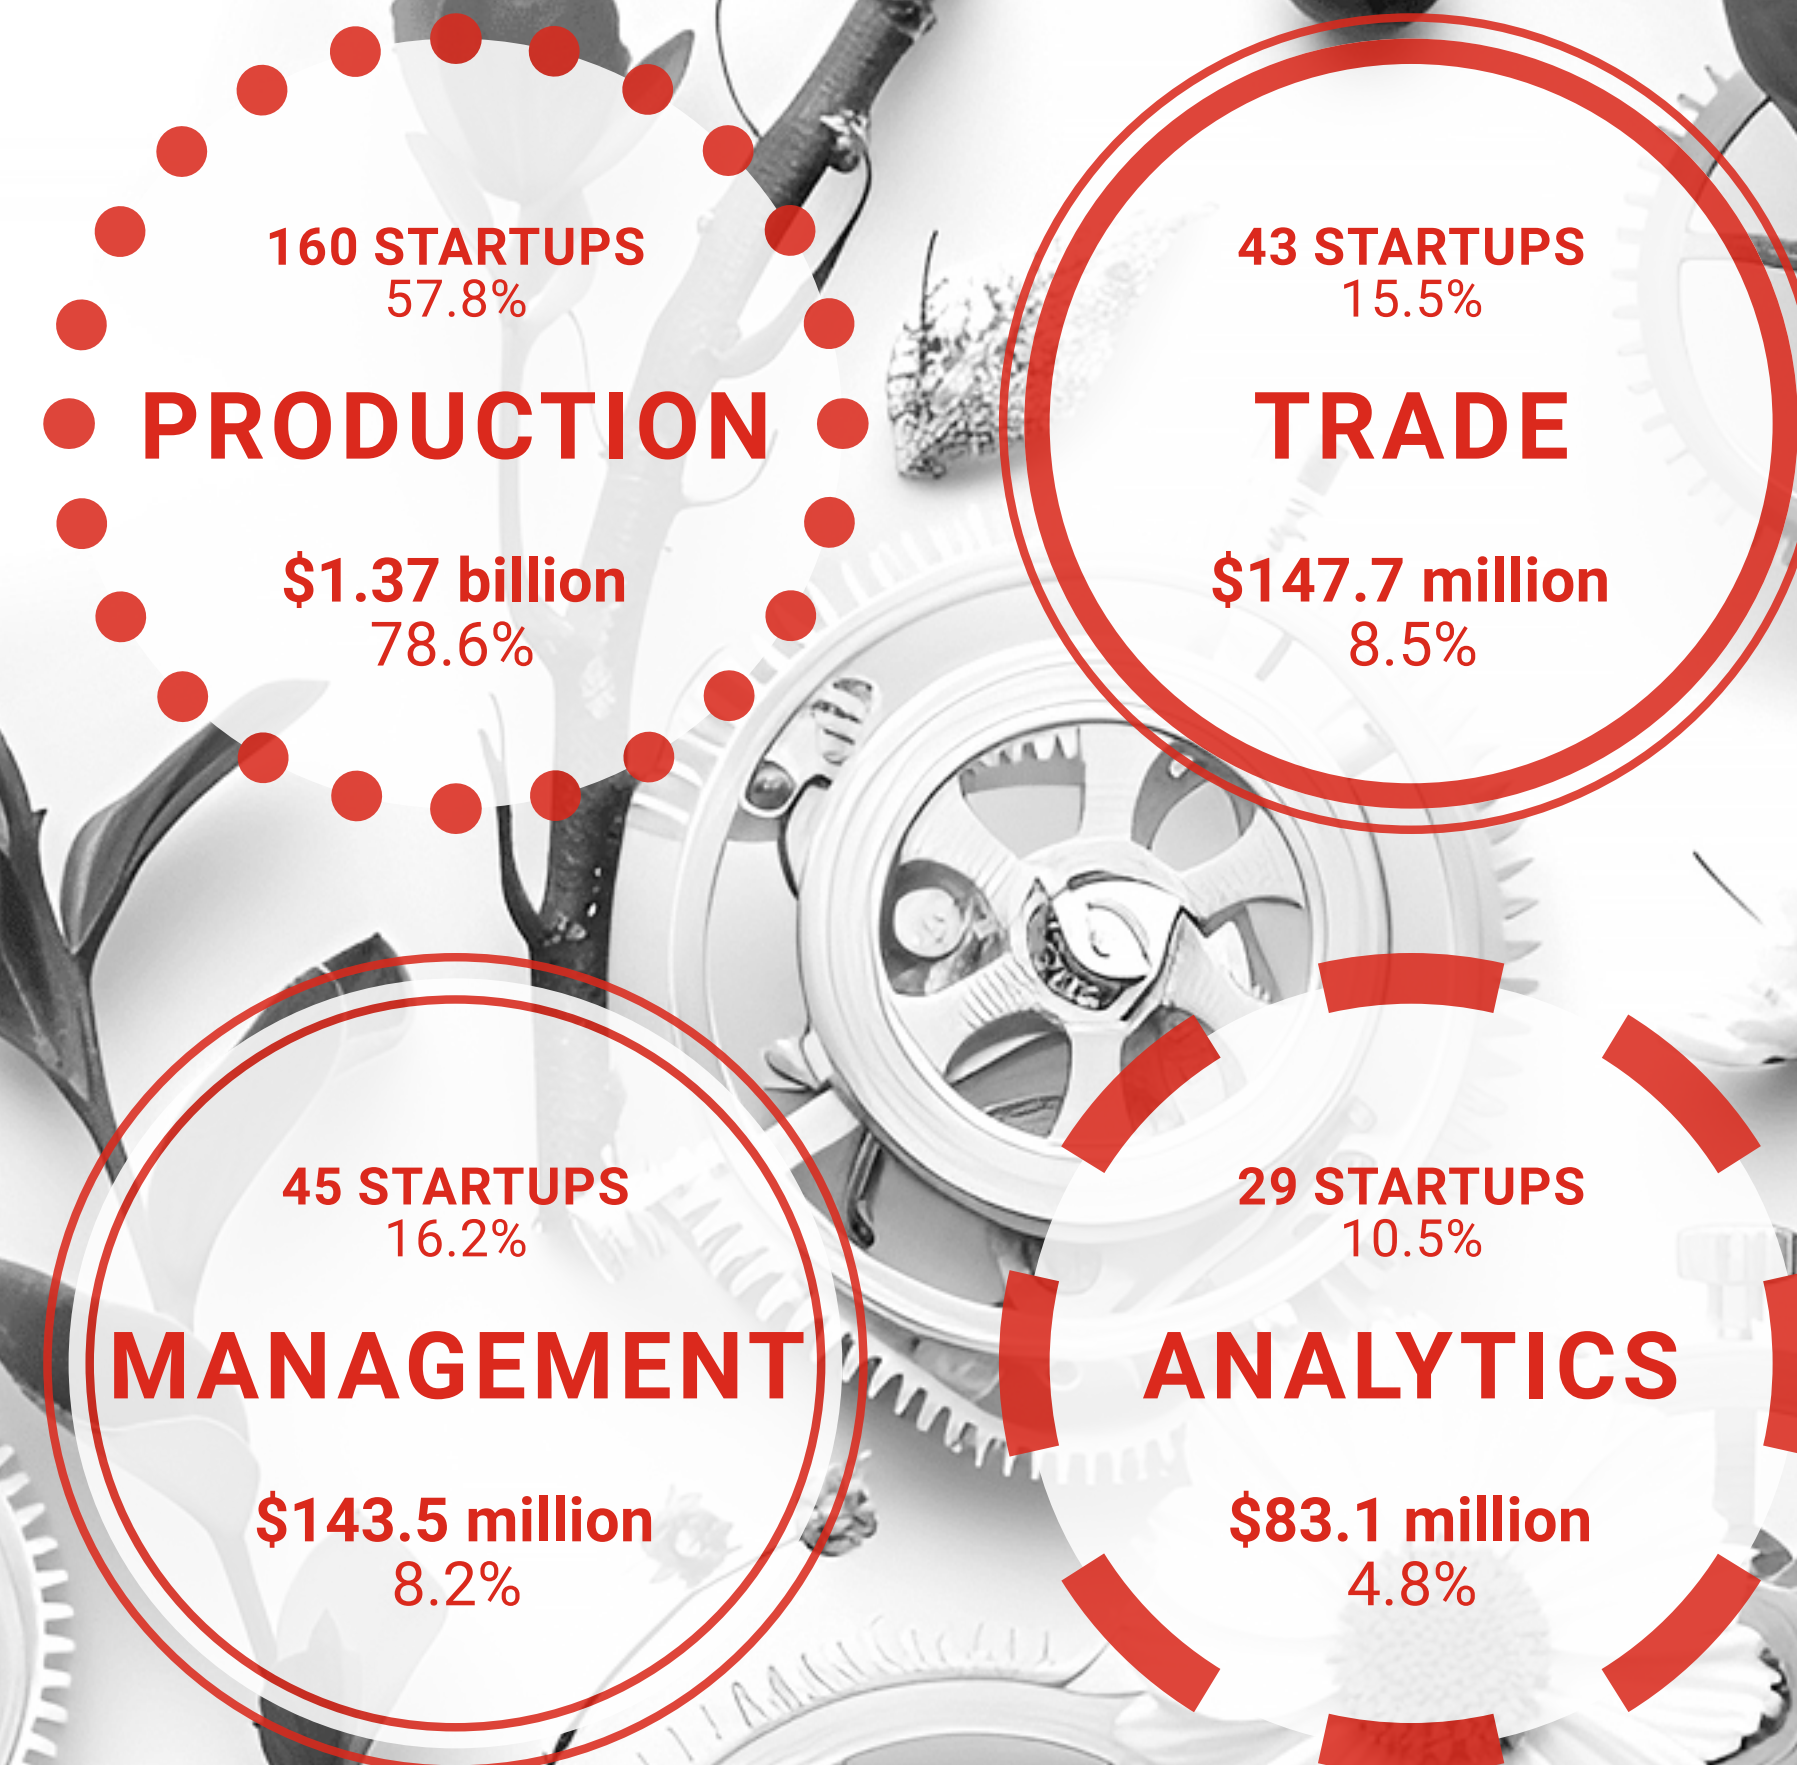 160 STARTUPS
57.8%
PRODUCTION
$1.37 billion
78.6%
43 STARTUPS
15.5%
TRADE
$147.7 million
8.5%
45 STARTUPS
16.2%
MANAGEMENT
$143.5 million
8.2%
29 STARTUPS
10.5%
ANALYTICS
$83.1 million
4.8%